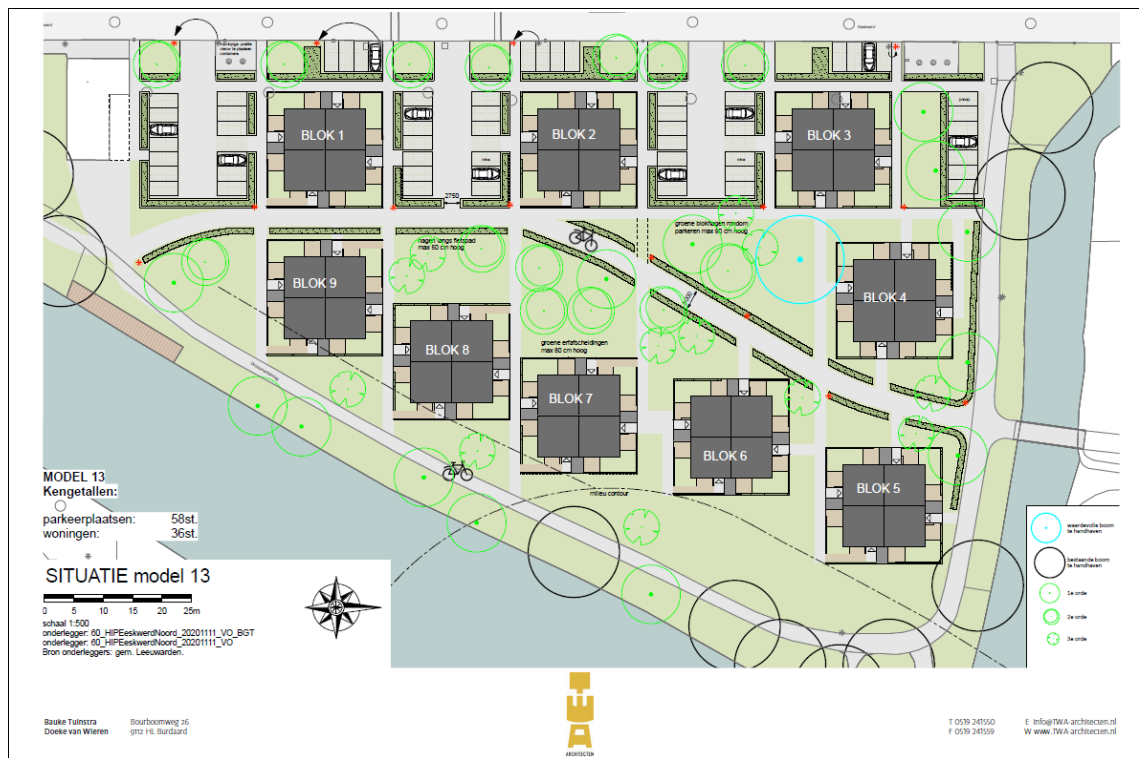 BLOK 1
BLOK 2
BLOK 3
2750
hagen langs fietspad
max 50 cm hoog
groene blokhagen rondom
parkeren max 80 cm hoog
BLOK 9
BLOK 4
BLOK 8
groene erfafscheidingen
max 80 cm hoog
BLOK 7
BLOK 6
BLOK 5
milieu contour
MODEL 13
Kengetallen:
parkeerplaatsen: 58st.
woningen: 36st.
SITUATIE model 13
0 5 10 15 20 25m
schaal 1:500
onderlegger: 60_HIPEeskwerdNoord_20201111_VO_BGT
onderlegger: 60_HIPEeskwerdNoord_20201111_VO
Bron onderleggers: gem. Leeuwarden.
waardevolle boom
te handhaven
bestaande boom
te handhaven
1e orde
2e orde
3e orde
Bauke Tuinstra
Doeke van Wieren
Bourboomweg 26
9112 HL Burdaard
TWA
ARCHITECTEN
T 0519 241550
F 0519 241559
E info@TWA-architecten.nl
W www.TWA-architecten.nl